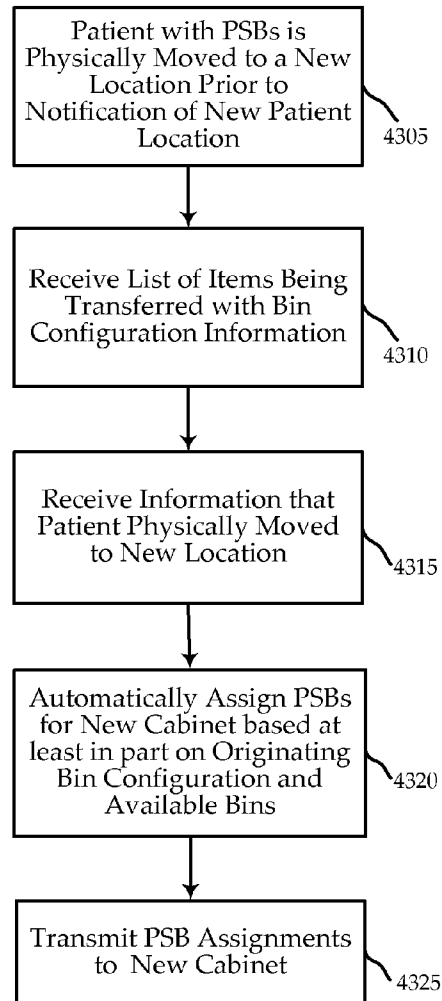 Patient with PSBs is
Physically Moved to a New
Location Prior to
Notification of New Patient
Location
4305
Receive List of Items Being
Transferred with Bin
Configuration Information
4310
Receive Information that
Patient Physically Moved
to New Location
4315
Automatically Assign PSBs
for New Cabinet based at
least in part on Originating
Bin Configuration and
Available Bins
4320
Transmit PSB Assignments
to New Cabinet
4325